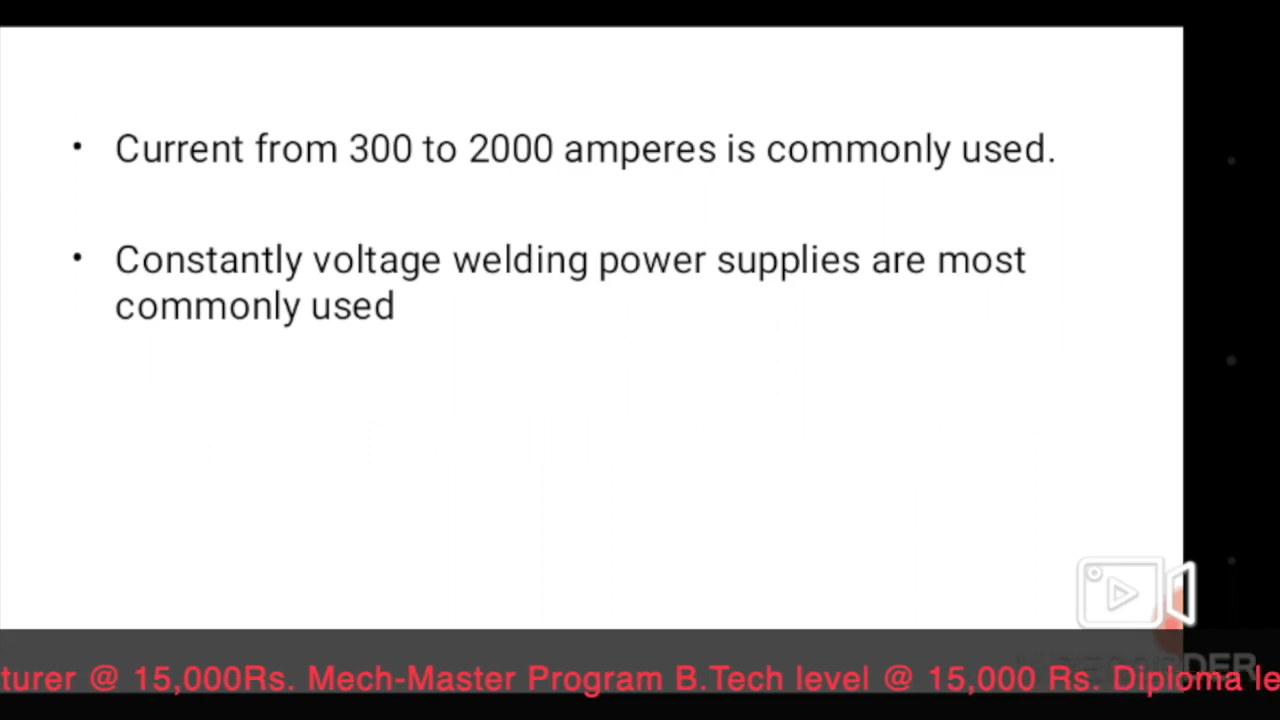 • Current from 300 to 2000 amperes is commonly used.
• Constantly voltage welding power supplies are most
commonly used
turer @ 15,000Rs. Mech-Master Program B.Tech level @ 15,000 Rs. Diploma le